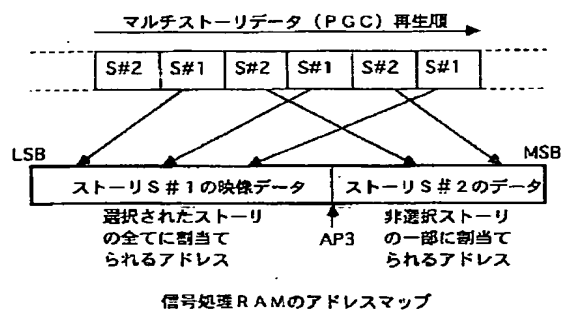 マルチストーリデータ（ＰＧＣ）再生順
S#2 S#1 S#2 S#1 S#2 S#1
LSB MSB
ストーリS＃１の映像データ ストーリS＃２のデータ
選択されたストーリ
の全てに割当て
られるアドレス
AP3
非選択ストーリ
の一部に割当て
られるアドレス
信号処理ＲＡＭのアドレスマップ